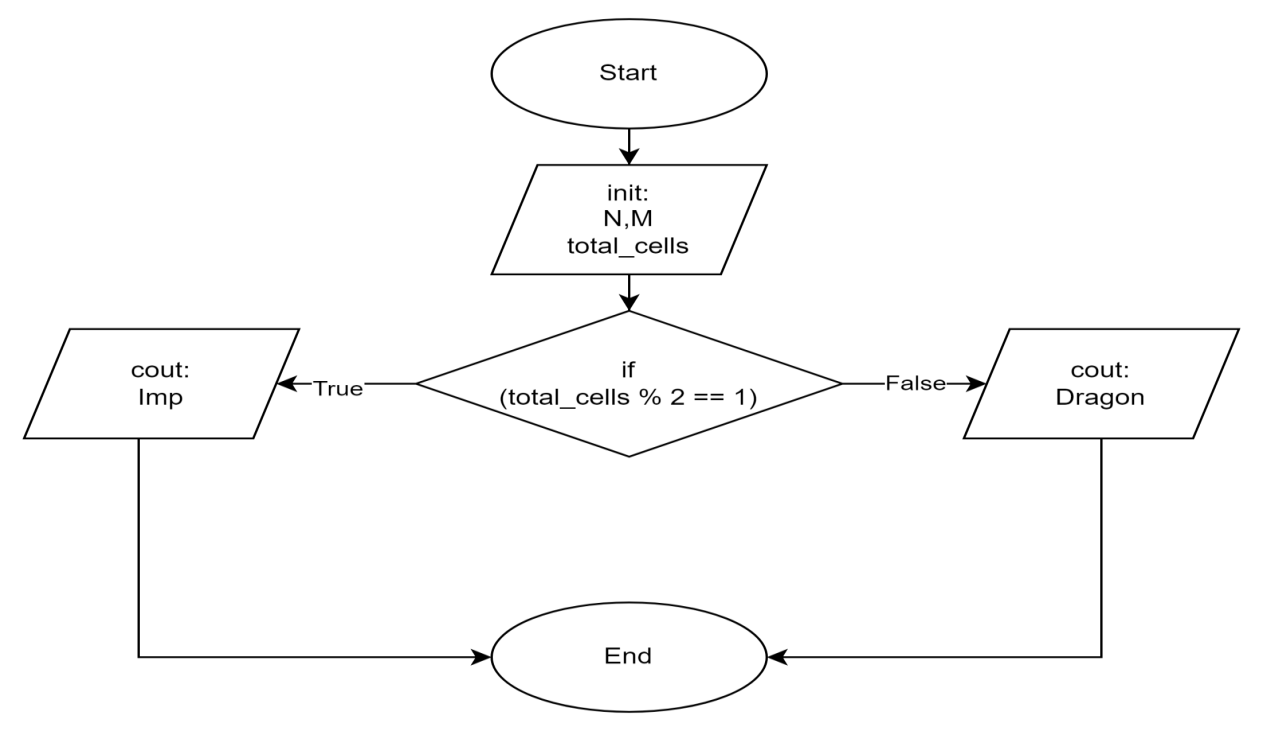 Start
init:
N,M
total_cells
if
(total_cells % 2 == 1)
True
False
cout:
Imp
cout:
Dragon
End